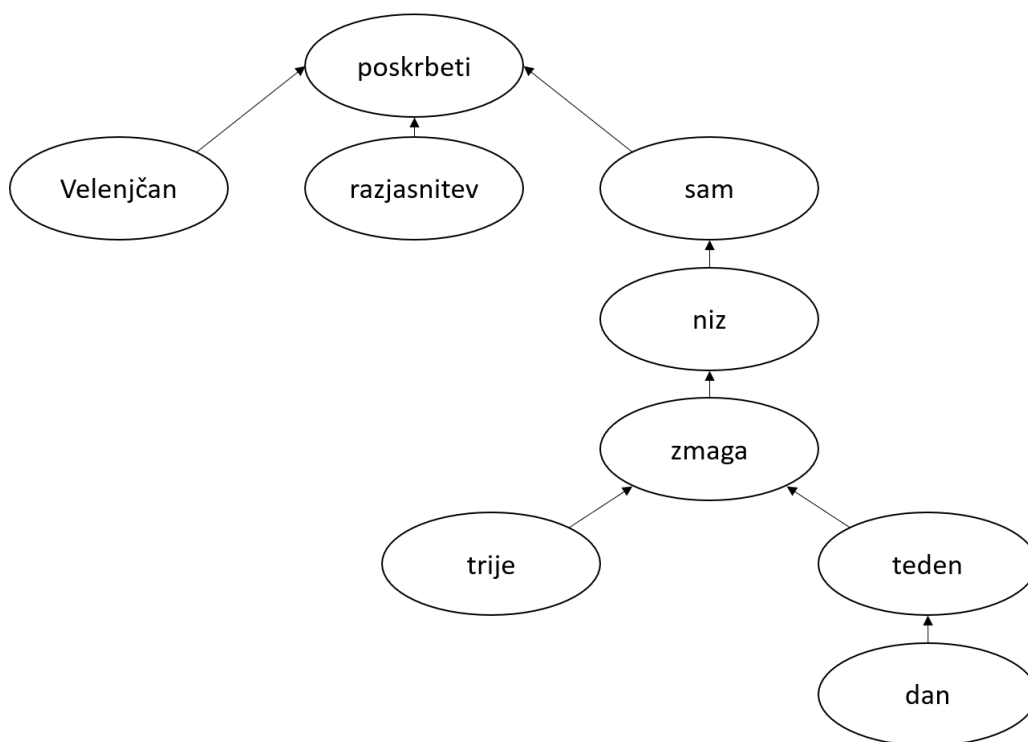 poskrbeti
Velenjčan
razjasnitev
sam
niz
zmaga
trije
teden
dan